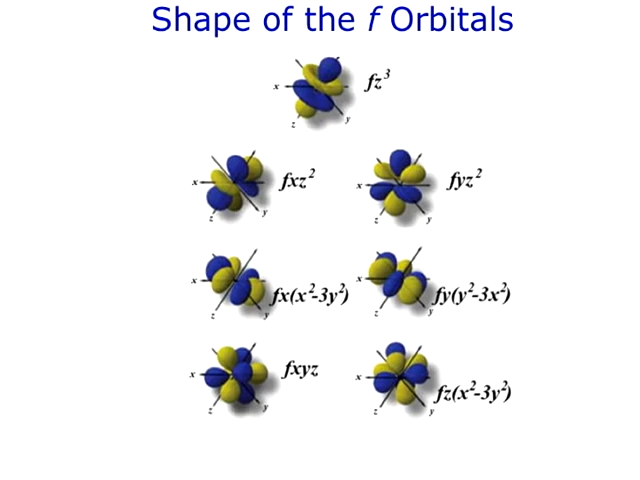 Shape of the f Orbitals
fz³
x
y
z
fxz²
x
y
z
fyz²
x
y
z
fx(x²-3y²)
x
y
z
fy(y²-3x²)
x
y
z
fxyz
x
y
z
fz(x²-3y²)
x
y
z